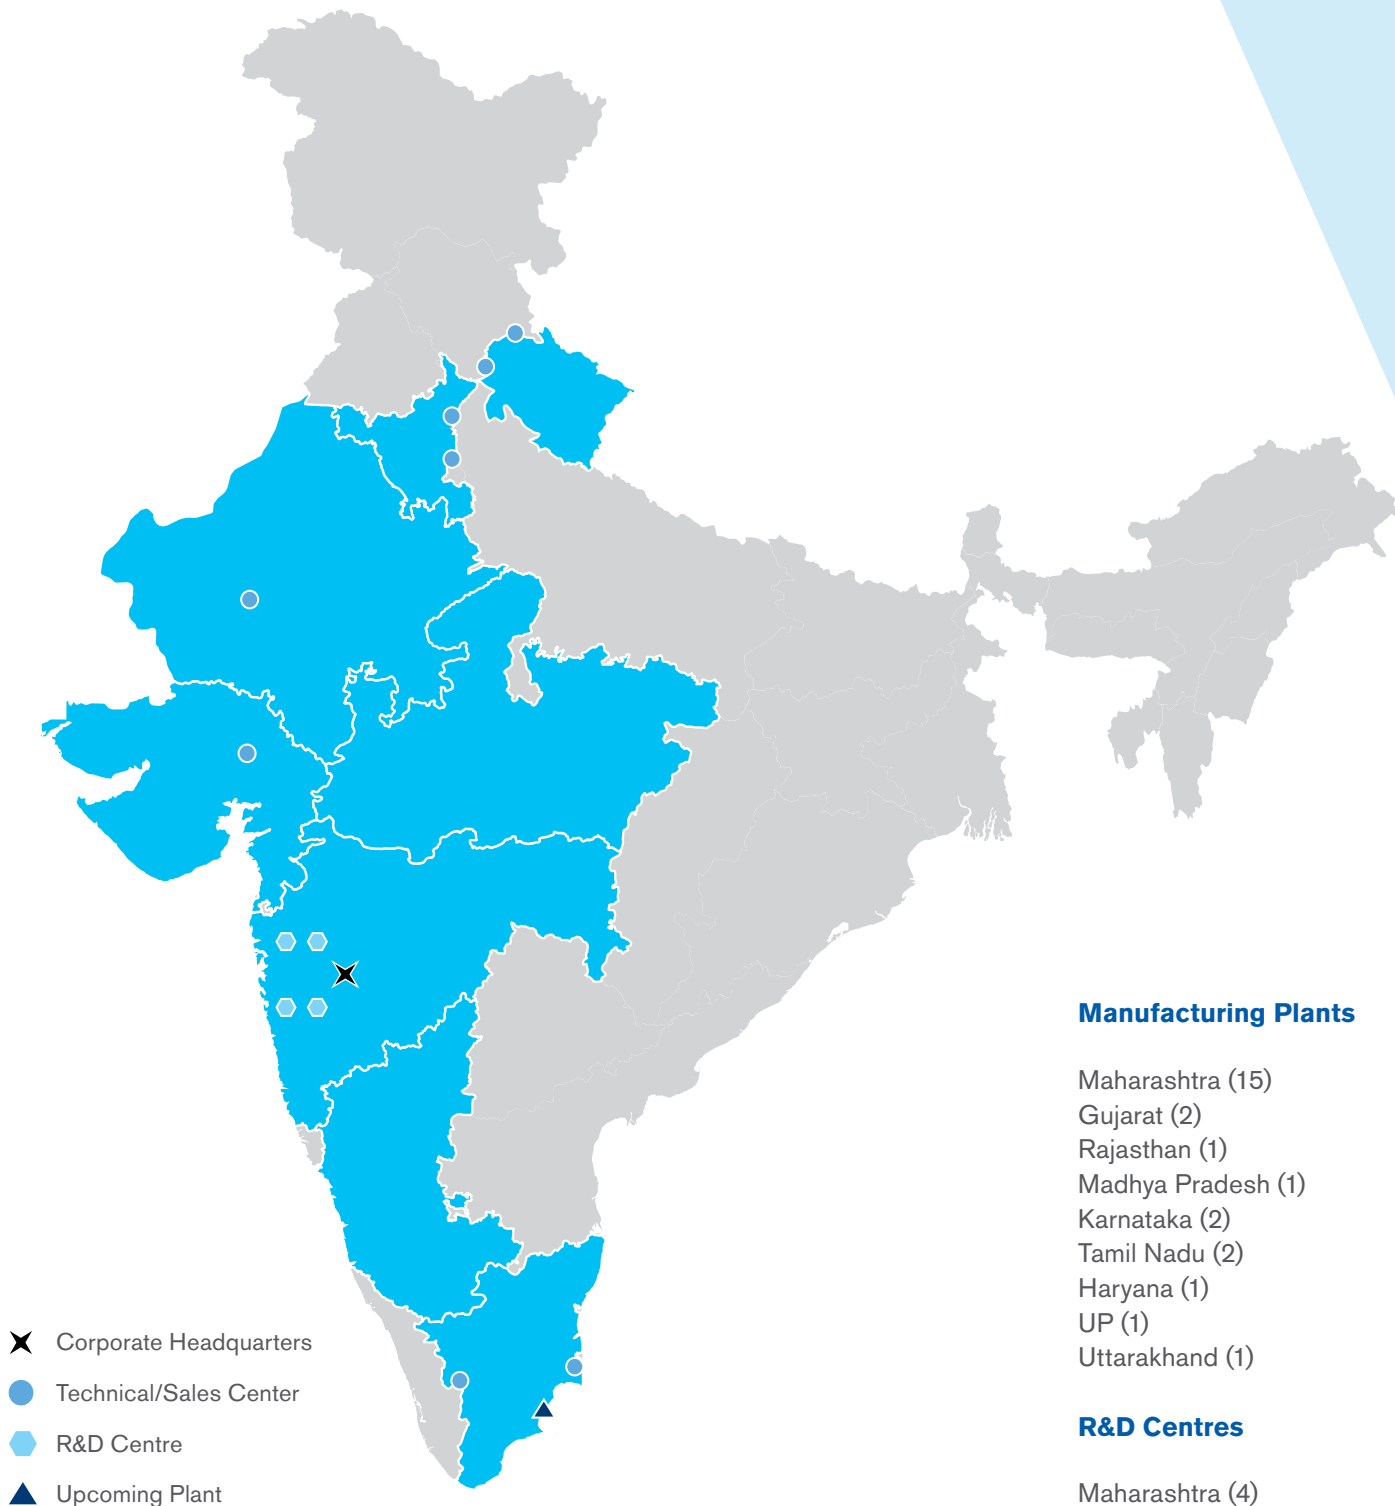 Manufacturing Plants
Maharashtra (15)
Gujarat (2)
Rajasthan (1)
Madhya Pradesh (1)
Karnataka (2)
Tamil Nadu (2)
Haryana (1)
UP (1)
Uttarakhand (1)
R&D Centres
Maharashtra (4)
Corporate Headquarters
Technical/Sales Center
R&D Centre
Upcoming Plant